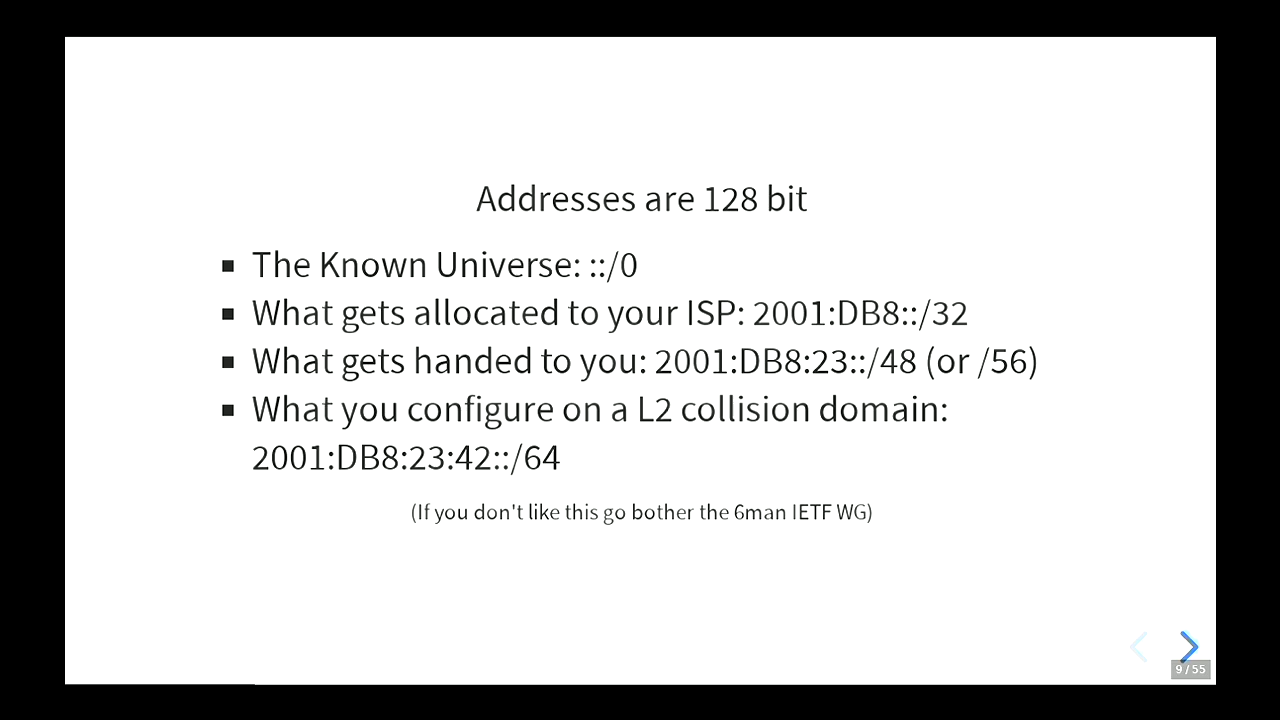 Addresses are 128 bit
▪ The Known Universe: ::/0
▪ What gets allocated to your ISP: 2001:DB8::/32
▪ What gets handed to you: 2001:DB8:23::/48 (or /56)
▪ What you configure on a L2 collision domain:
2001:DB8:23:42::/64
(If you don't like this go bother the 6man IETF WG)
9 / 55